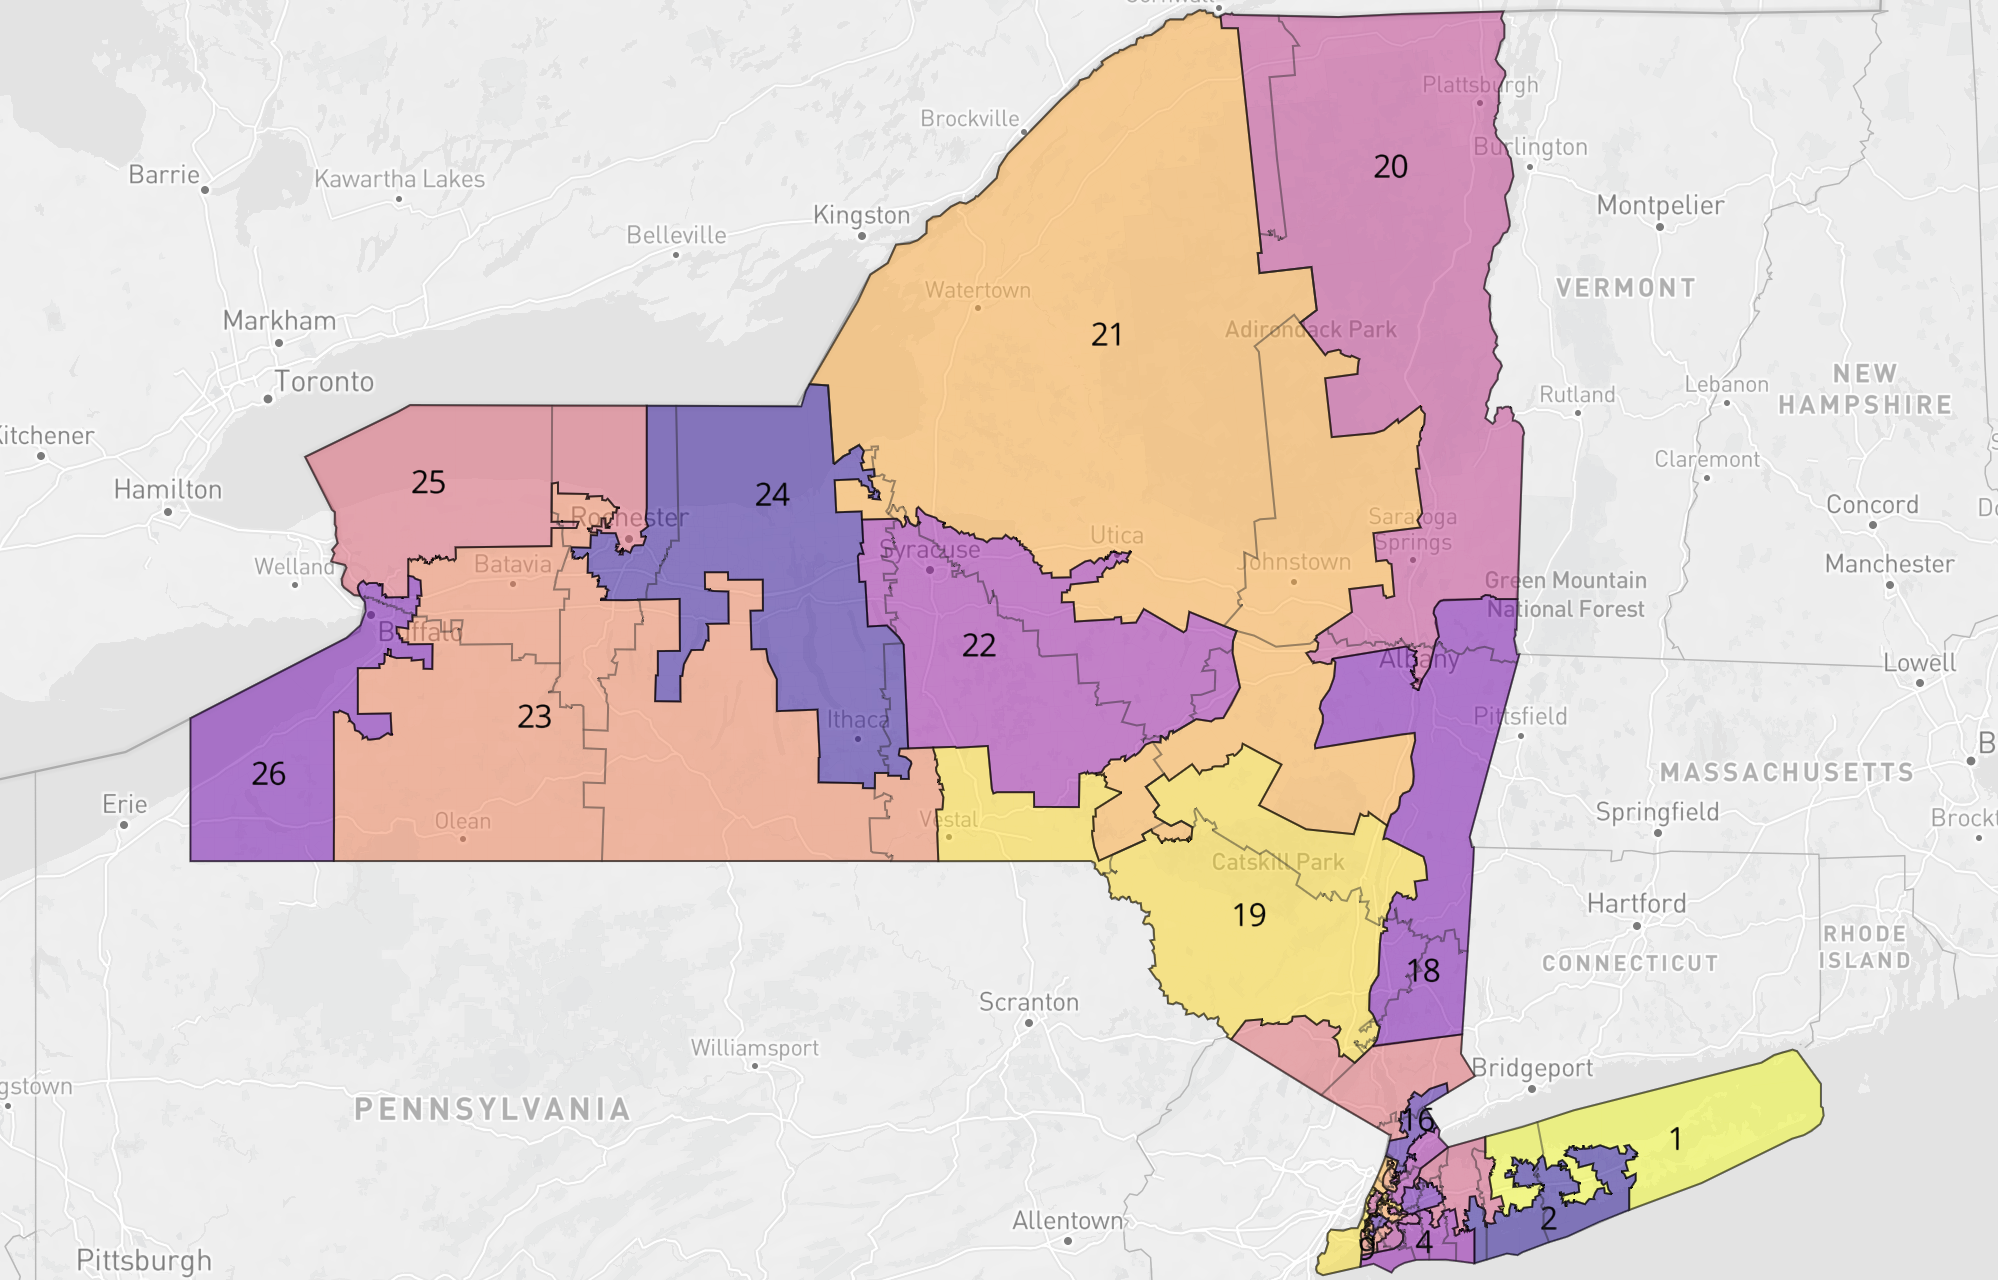 Cornwall
Plattsburgh
Brockville
Burlington
20
Barrie
Kawartha Lakes
Montpelier
Kingston
Belleville
Watertown
VERMONT
Markham
21
Adirondack Park
Toronto
NEW
HAMPSHIRE
Rutland
Lebanon
Kitchener
Claremont
25
24
Hamilton
Rochester
Saratoga
Springs
Concord
Utica
Syracuse
Welland
Batavia
Johnstown
Manchester
Green Mountain
National Forest
Buffalo
22
Albany
Lowell
23
Ithaca
Pittsfield
26
MASSACHUSETTS
Erie
Olean
Vestal
Springfield
Catskill Park
19
Hartford
RHODE
ISLAND
CONNECTICUT
18
Scranton
Williamsport
Bridgeport
gstown
PENNSYLVANIA
16
1
2
Allentown
9
4
Pittsburgh